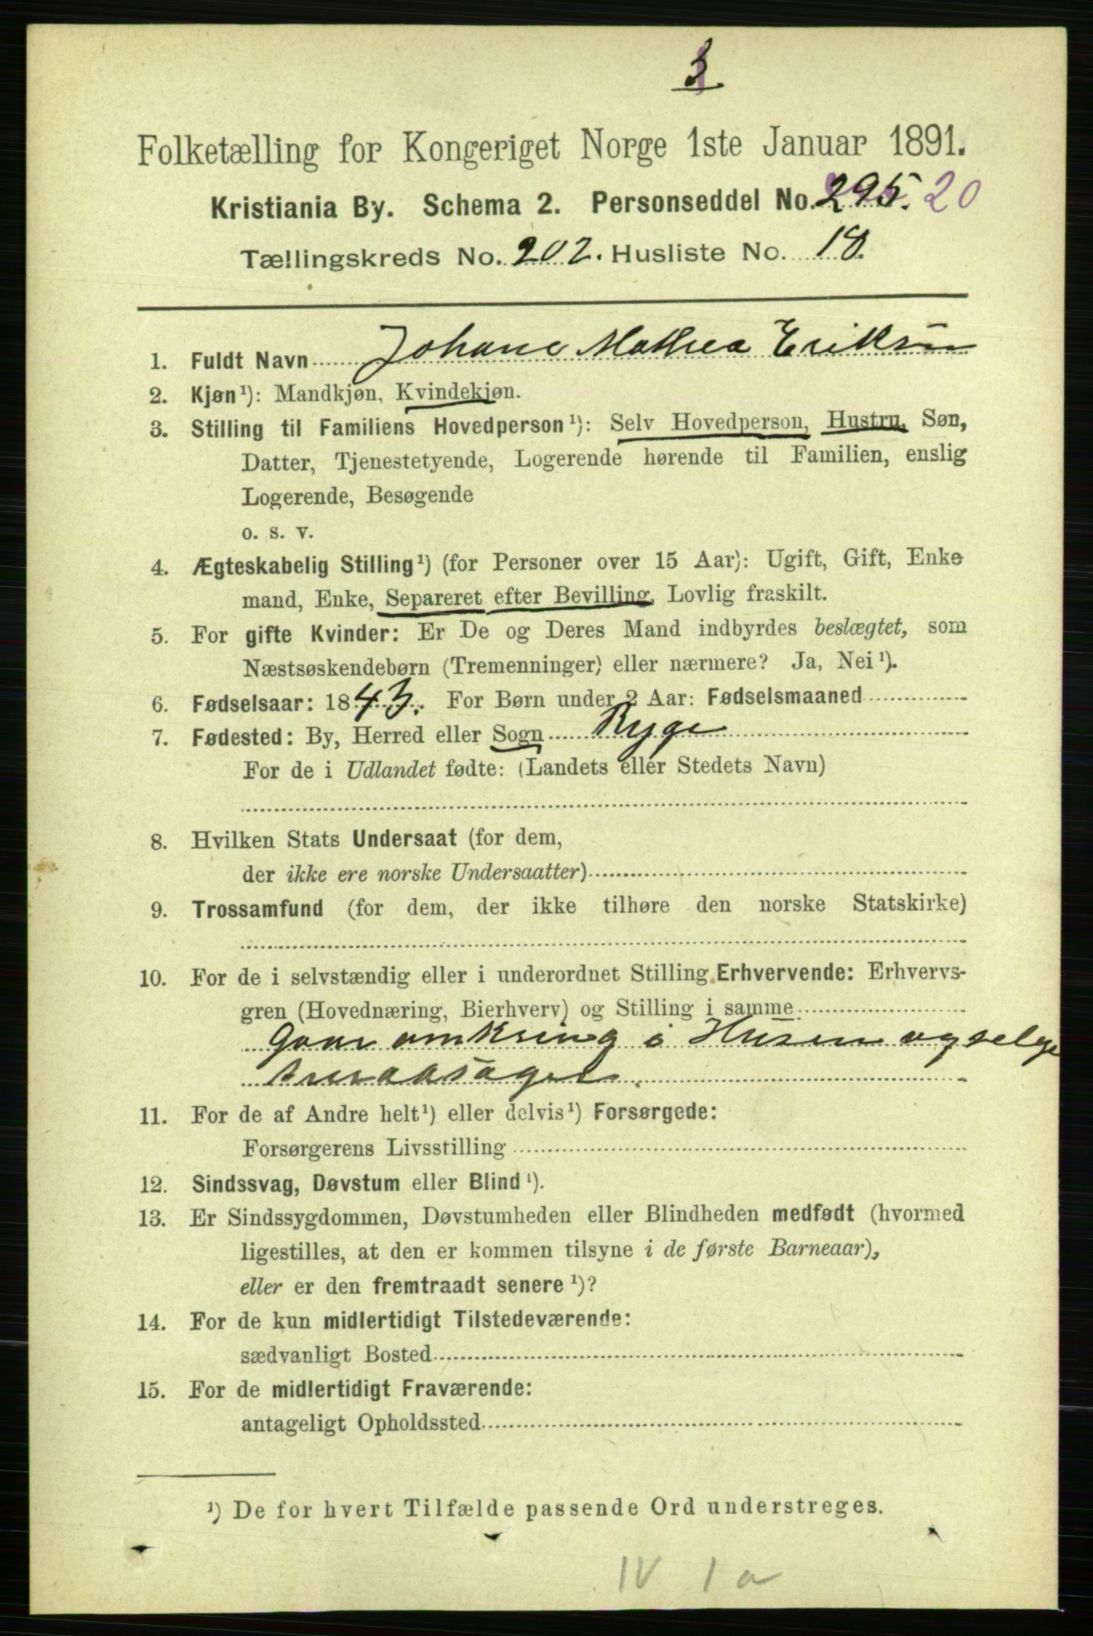 3
Folketælling for Kongeriget Norge 1ste Januar 1891.
Kristiania By. Schema 2. Personseddel No. 295. 20
Tællingskreds No. 202. Husliste No. 18.
1. Fuldt Navn Johane Mathea Eriksen
2. Kjøn¹): Mandkjøn, Kvindekjøn.
3. Stilling til Familiens Hovedperson¹): Selv Hovedperson, Hustru, Søn,
Datter, Tjenestetyende, Logerende hørende til Familien, enslig
Logerende, Besøgende
o. s. v.
4. Ægteskabelig Stilling¹) (for Personer over 15 Aar): Ugift, Gift, Enke-
mand, Enke, Separeret efter Bevilling, Lovlig fraskilt.
5. For gifte Kvinder: Er De og Deres Mand indbyrdes beslægtet, som
Næstsøskendebørn (Tremenninger) eller nærmere? Ja, Nei¹).
6. Fødselsaar: 1843. For Børn under 2 Aar: Fødselsmaaned
7. Fødested: By, Herred eller Sogn Ryge
For de i Udlandet fødte: (Landets eller Stedets Navn)
8. Hvilken Stats Undersaat (for dem,
der ikke ere norske Undersaatter)
9. Trossamfund (for dem, der ikke tilhøre den norske Statskirke)
10. For de i selvstændig eller i underordnet Stilling Erhvervende: Erhvervs-
gren (Hovednæring, Bierhverv) og Stilling i samme
Gaar omkring i Husen og selge
smaasager.
11. For de af Andre helt¹) eller delvis¹) Forsørgede:
Forsørgerens Livsstilling
12. Sindssvag, Døvstum eller Blind¹).
13. Er Sindssygdommen, Døvstumheden eller Blindheden medfødt (hvormed
ligestilles, at den er kommen tilsyne i de første Barneaar),
eller er den fremtraadt senere¹)?
14. For de kun midlertidigt Tilstedeværende:
sædvanligt Bosted
15. For de midlertidigt Fraværende:
antageligt Opholdssted
¹) De for hvert Tilfælde passende Ord understreges.
IV 1a